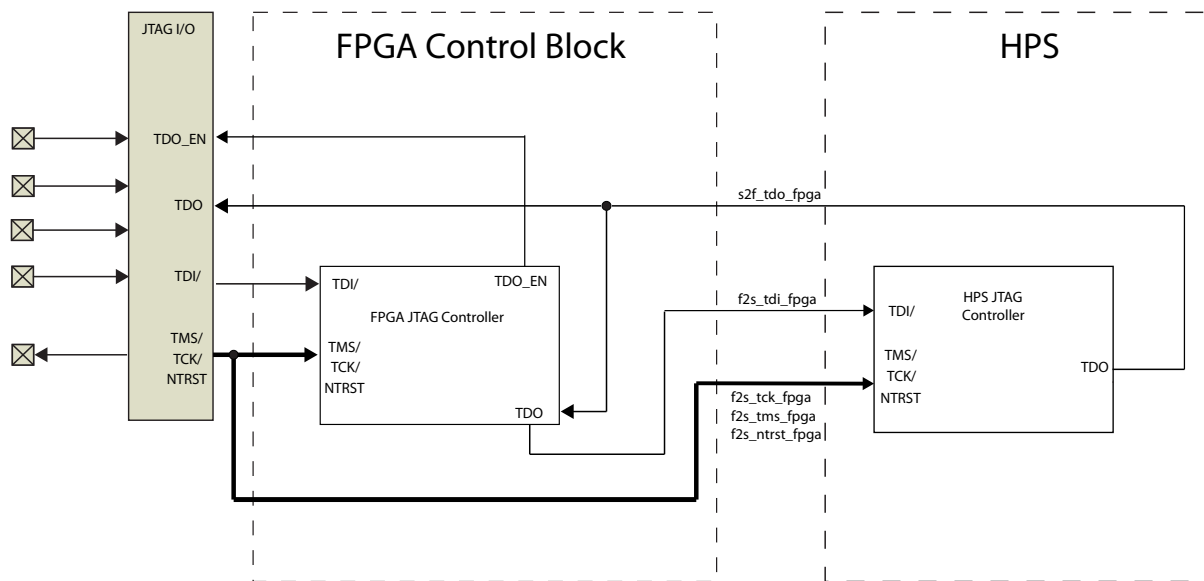 JTAG I/O
FPGA Control Block
HPS
TDO_EN
TDO
s2f_tdo_fpga
TDI/
TDI/
TDO_EN
FPGA JTAG Controller
f2s_tdi_fpga
TDI/
HPS JTAG
Controller
TMS/
TCK/
NTRST
TMS/
TCK/
NTRST
TDO
TMS/
TCK/
NTRST
TDO
f2s_tck_fpga
f2s_tms_fpga
f2s_ntrst_fpga